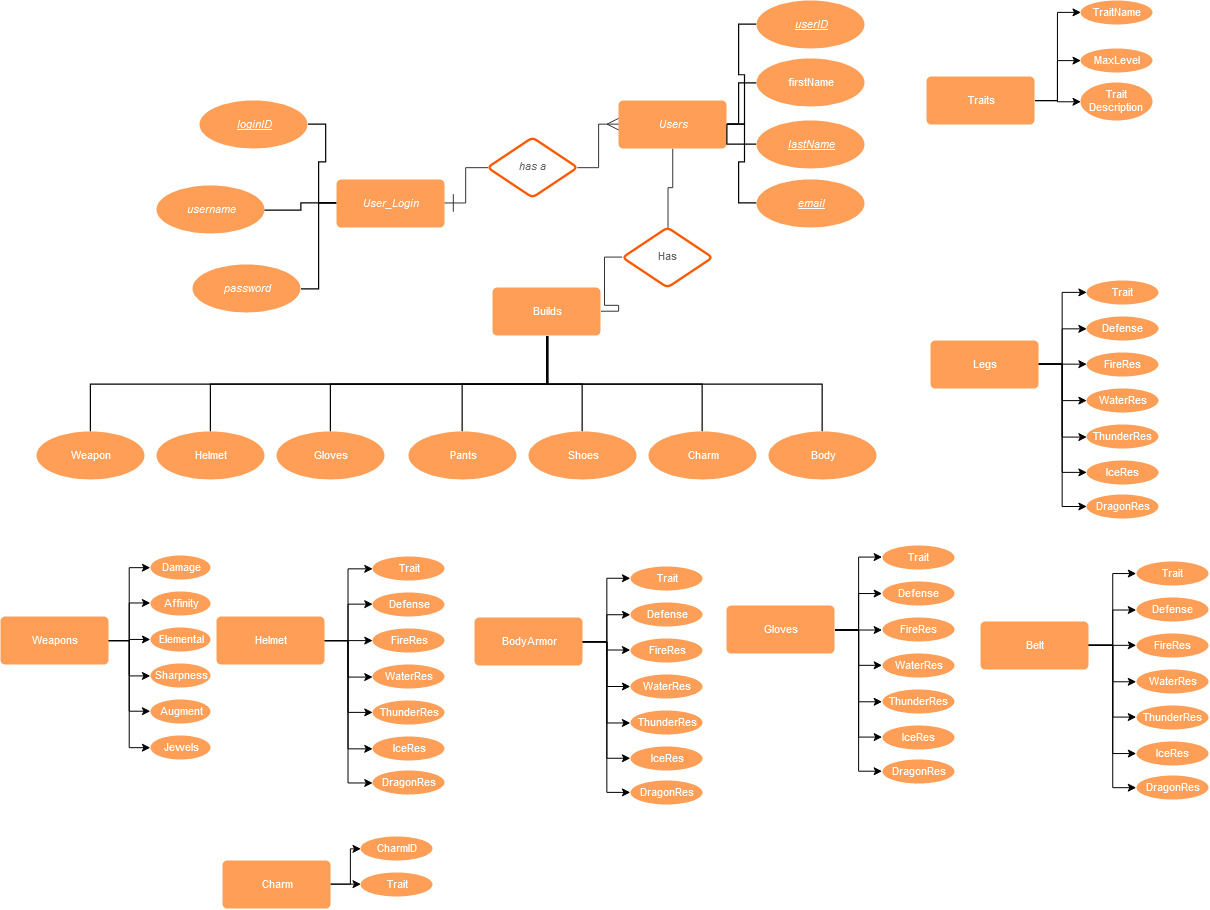 userID
firstName
lastName
email
Users
loginID
username
password
User_Login
has a
Has
Builds
Weapon
Helmet
Gloves
Pants
Shoes
Charm
Body
TraitName
MaxLevel
Trait
Description
Traits
Legs
Trait
Defense
FireRes
WaterRes
ThunderRes
IceRes
DragonRes
Weapons
Damage
Affinity
Elemental
Sharpness
Augment
Jewels
Helmet
Trait
Defense
FireRes
WaterRes
ThunderRes
IceRes
DragonRes
BodyArmor
Trait
Defense
FireRes
WaterRes
ThunderRes
IceRes
DragonRes
Gloves
Trait
Defense
FireRes
WaterRes
ThunderRes
IceRes
DragonRes
Belt
Trait
Defense
FireRes
WaterRes
ThunderRes
IceRes
DragonRes
Charm
CharmID
Trait